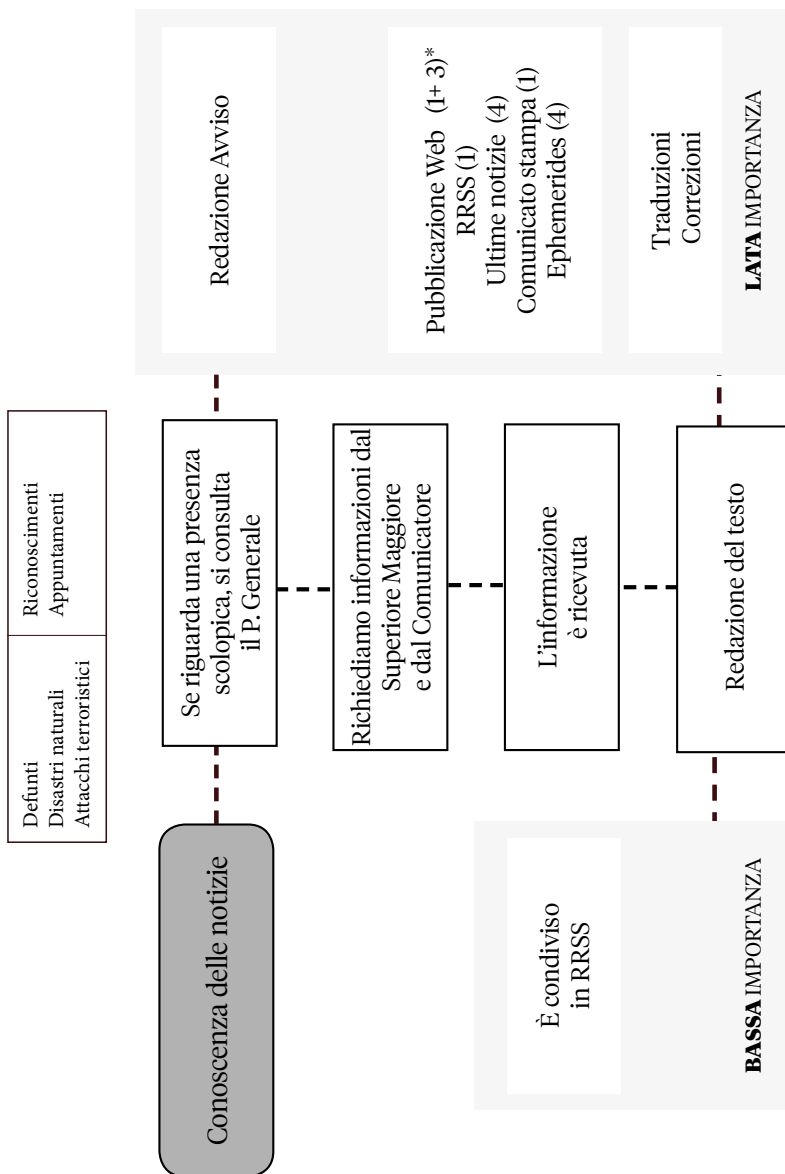 Defunti
Disastri naturali
Attacchi terroristici
Riconoscimenti
Appuntamenti
Conoscenza delle notizie
Se riguarda una presenza
scolopica, si consulta
il P. Generale
Redazione Avviso
Richiediamo informazioni dal
Superiore Maggiore
e dal Comunicatore
L'informazione
è ricevuta
Redazione del testo
È condiviso
in RRSS
BASSA IMPORTANZA
Pubblicazione Web (1+ 3)*
RRSS (1)
Ultime notizie (4)
Comunicato stampa (1)
Ephemerides (4)
Traduzioni
Correzioni
LATA IMPORTANZA